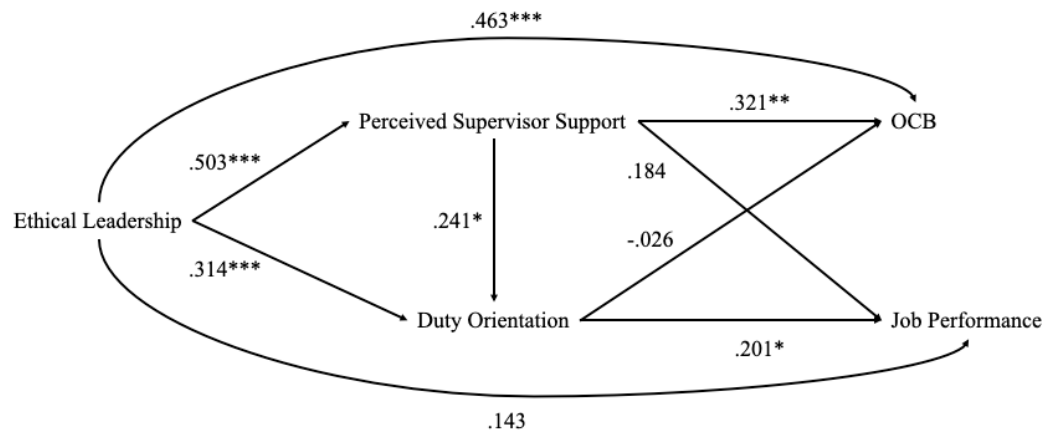 .463***
.321**
Perceived Supervisor Support
OCB
.503***
.184
Ethical Leadership
.241*
-.026
.314***
Duty Orientation
Job Performance
.201*
.143